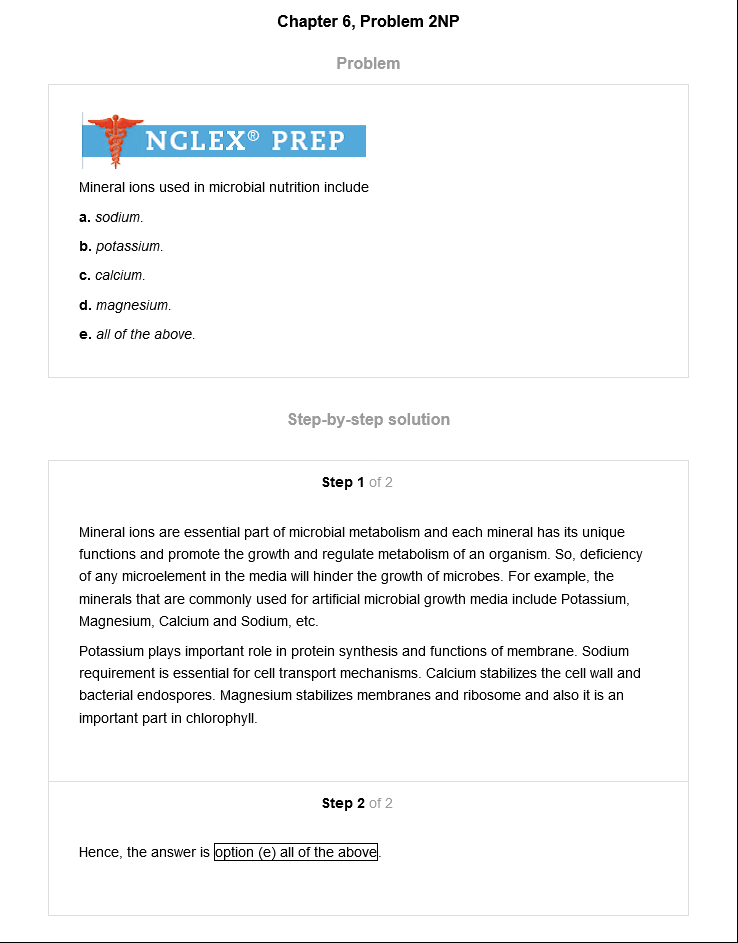 Chapter 6, Problem 2NP
Problem
NCLEX® PREP
Mineral ions used in microbial nutrition include
a. sodium.
b. potassium.
c. calcium.
d. magnesium.
e. all of the above.
Step-by-step solution
Step 1 of 2
Mineral ions are essential part of microbial metabolism and each mineral has its unique
functions and promote the growth and regulate metabolism of an organism. So, deficiency
of any microelement in the media will hinder the growth of microbes. For example, the
minerals that are commonly used for artificial microbial growth media include Potassium,
Magnesium, Calcium and Sodium, etc.
Potassium plays important role in protein synthesis and functions of membrane. Sodium
requirement is essential for cell transport mechanisms. Calcium stabilizes the cell wall and
bacterial endospores. Magnesium stabilizes membranes and ribosome and also it is an
important part in chlorophyll.
Step 2 of 2
Hence, the answer is option (e) all of the above.